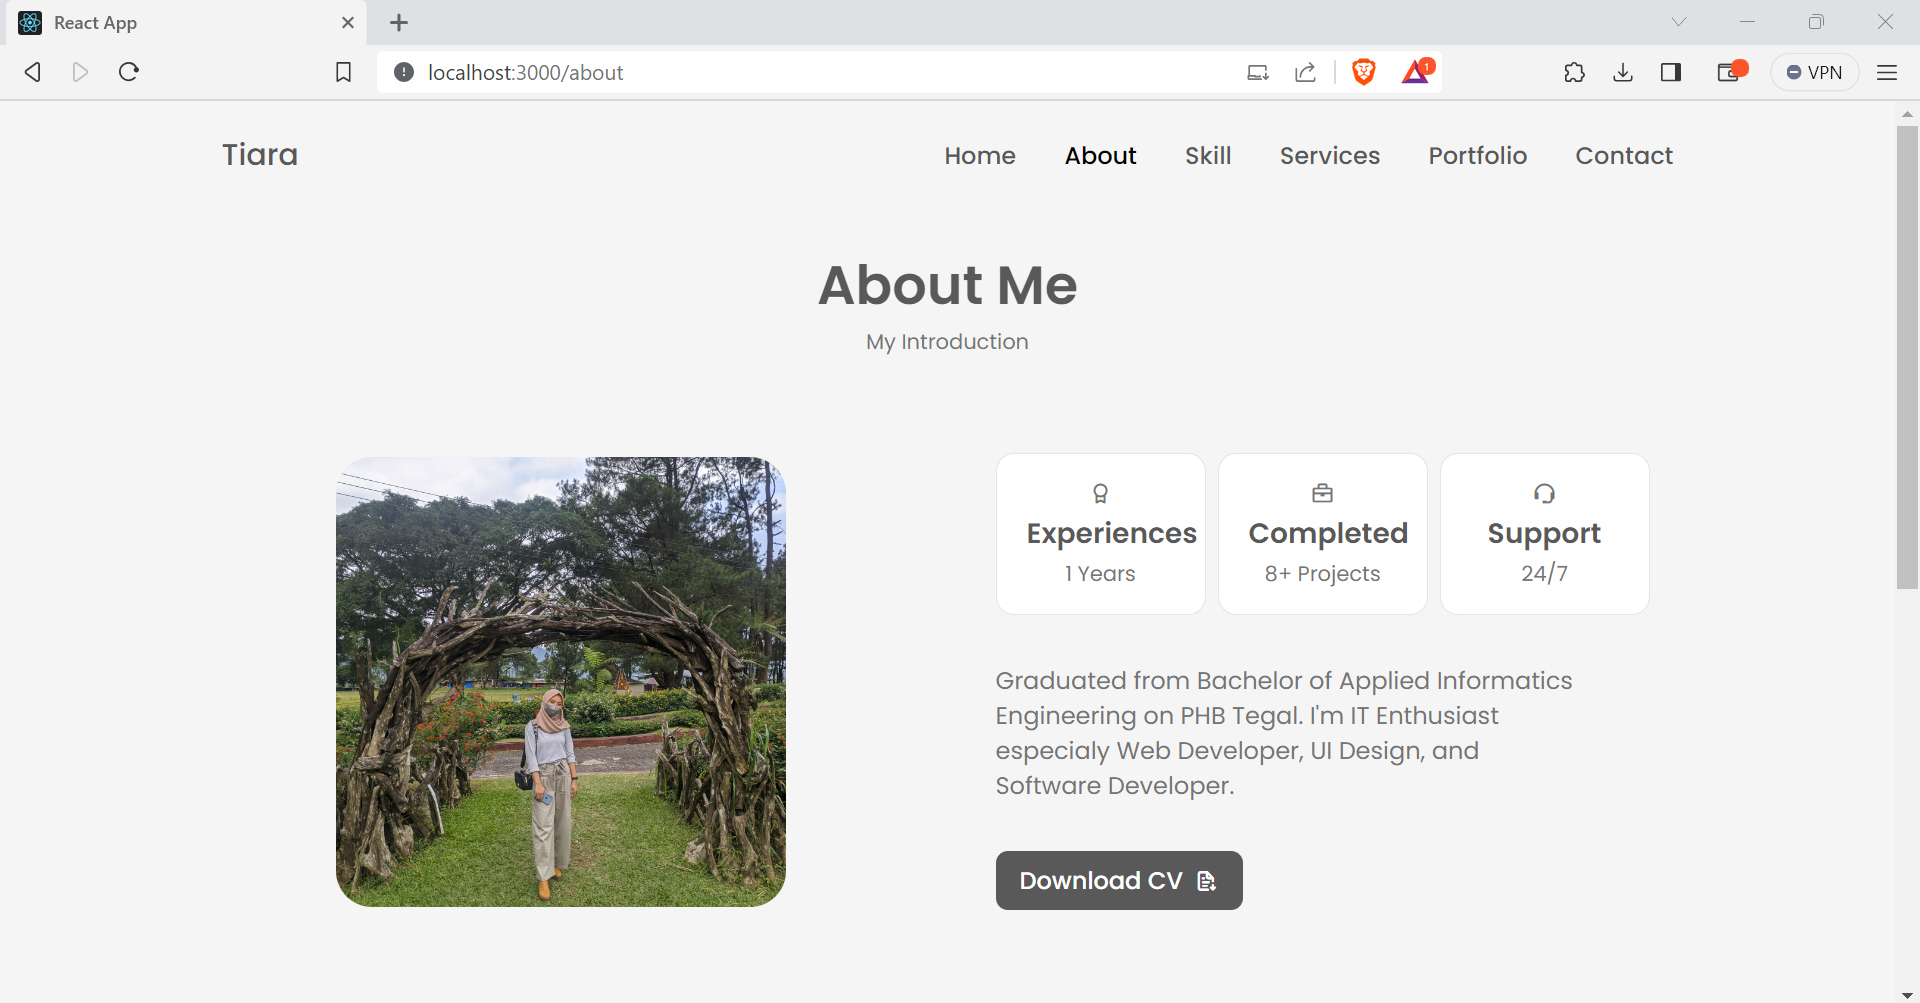 React App
localhost:3000/about
1
VPN
Tiara
Home About Skill Services Portfolio Contact
About Me
My Introduction
Experiences
1 Years
Completed
8+ Projects
Support
24/7
Graduated from Bachelor of Applied Informatics
Engineering on PHB Tegal. I'm IT Enthusiast
especialy Web Developer, UI Design, and
Software Developer.
Download CV